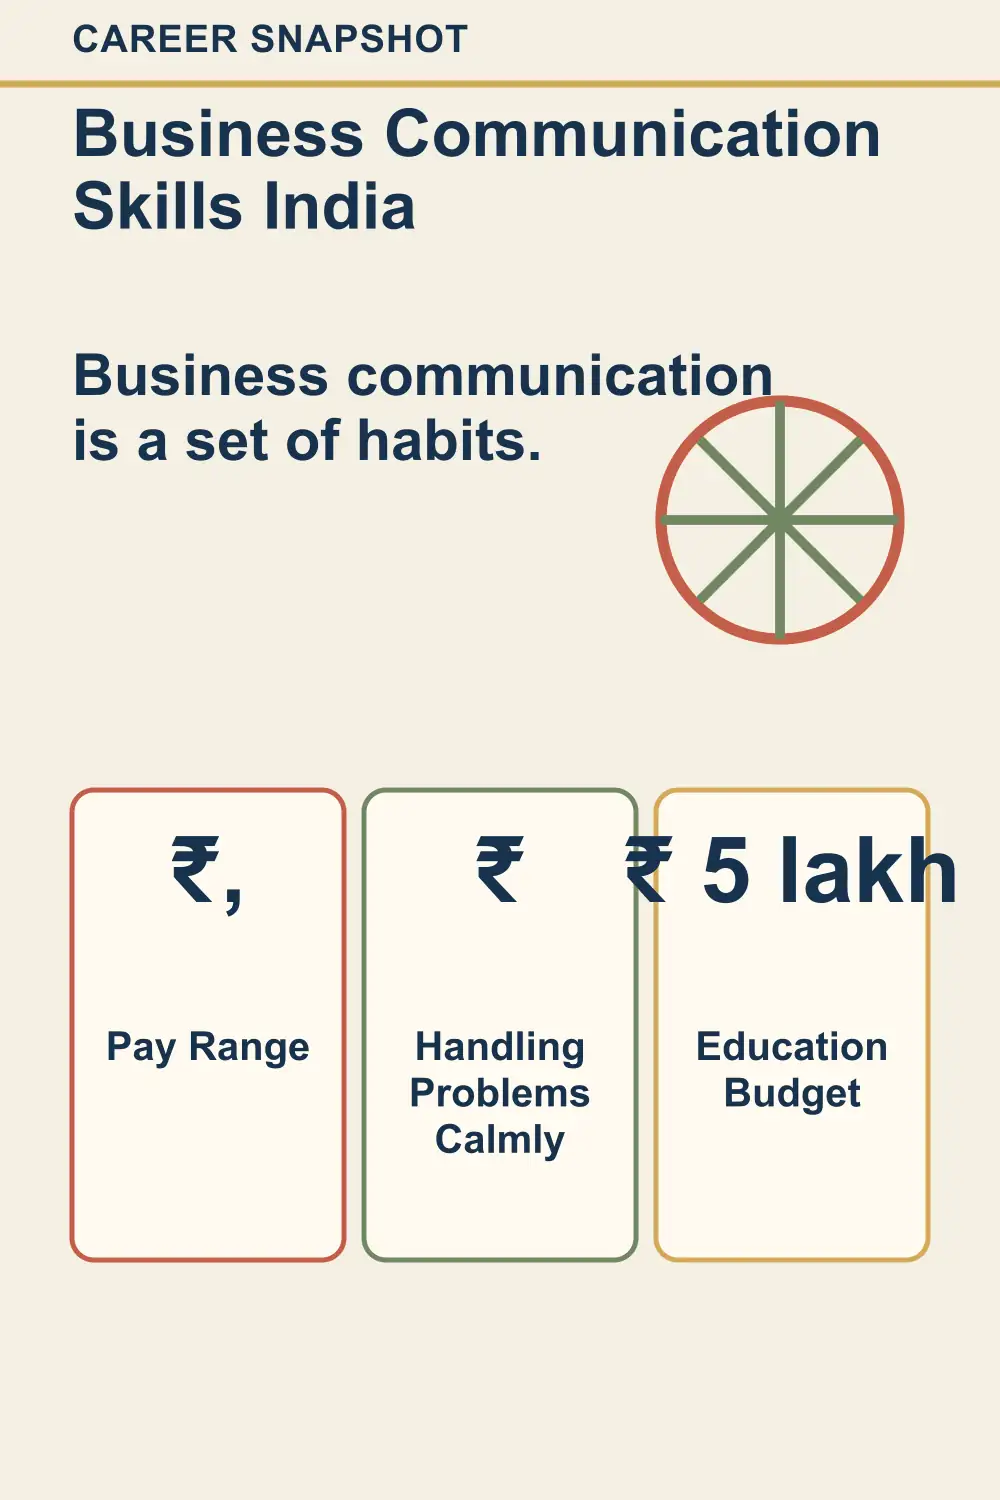 CAREER SNAPSHOT
Business Communication
Skills India
Business communication
is a set of habits.
₹,
Pay Range
₹
Handling
Problems
Calmly
₹ 5 lakh
Education
Budget